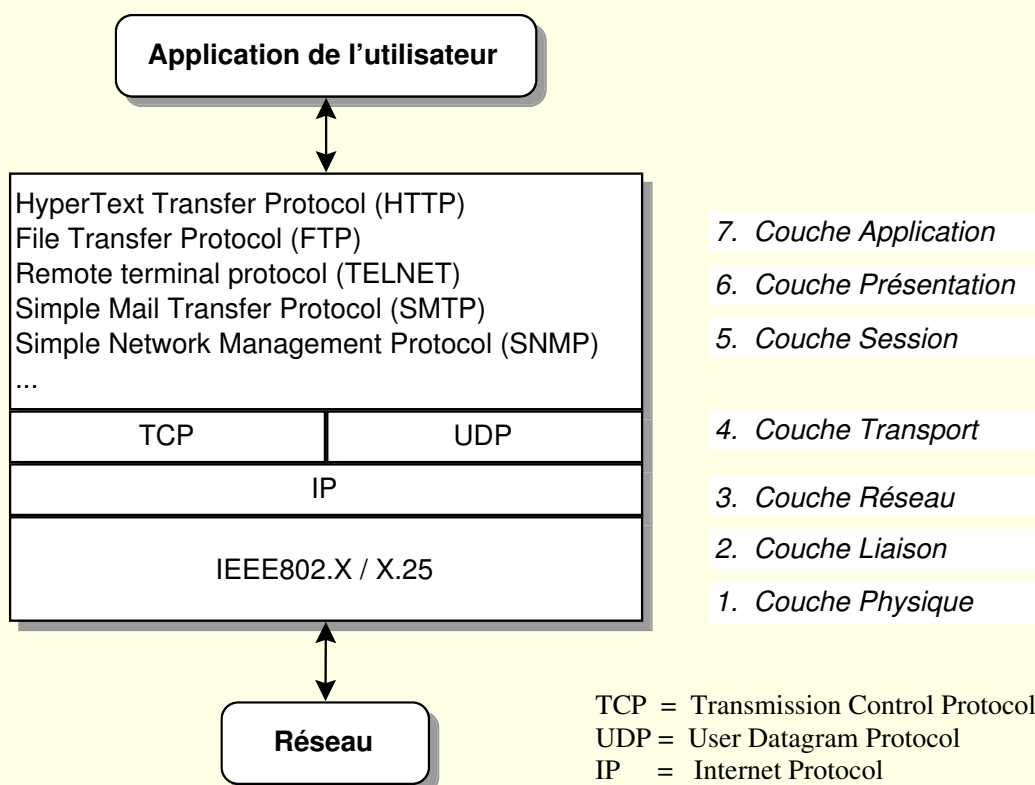 Application de l'utilisateur
HyperText Transfer Protocol (HTTP)
File Transfer Protocol (FTP)
Remote terminal protocol (TELNET)
Simple Mail Transfer Protocol (SMTP)
Simple Network Management Protocol (SNMP)
...
TCP
UDP
IP
IEEE802.X / X.25
7. Couche Application
6. Couche Présentation
5. Couche Session
4. Couche Transport
3. Couche Réseau
2. Couche Liaison
1. Couche Physique
Réseau
TCP = Transmission Control Protocol
UDP = User Datagram Protocol
IP = Internet Protocol